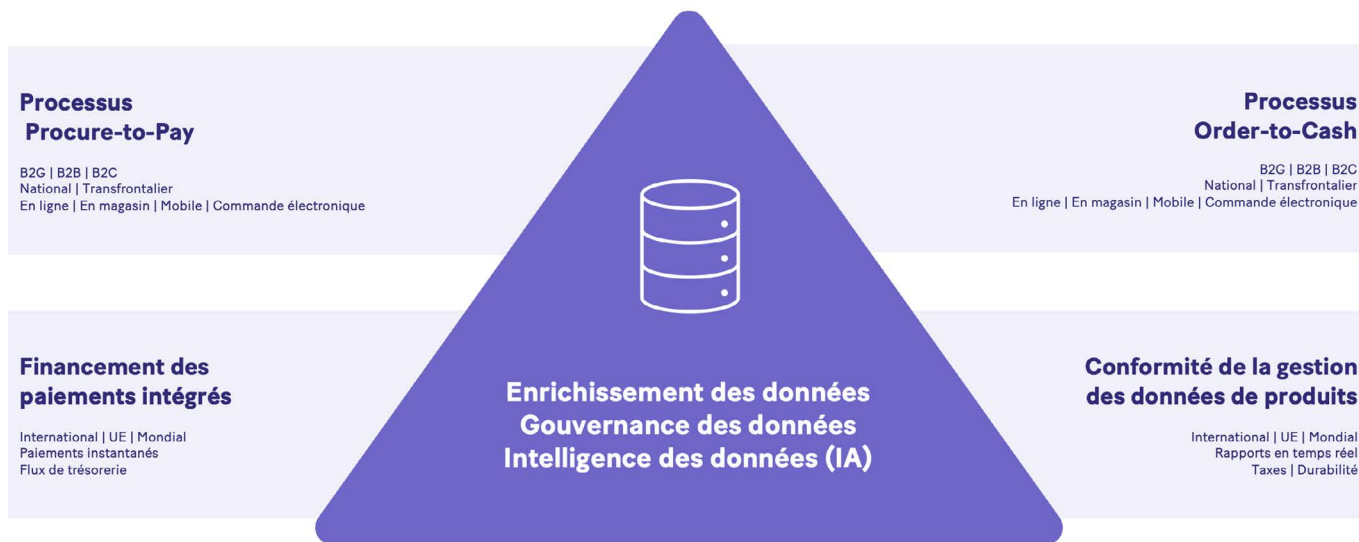 Processus
Procure-to-Pay
B2G | B2B | B2C
National | Transfrontalier
En ligne | En magasin | Mobile | Commande électronique
Processus
Order-to-Cash
B2G | B2B | B2C
National | Transfrontalier
En ligne | En magasin | Mobile | Commande électronique
Financement des
paiements intégrés
International | UE | Mondial
Paiements instantanés
Flux de trésorerie
Enrichissement des données
Gouvernance des données
Intelligence des données (IA)
Conformité de la gestion
des données de produits
International | UE | Mondial
Rapports en temps réel
Taxes | Durabilité